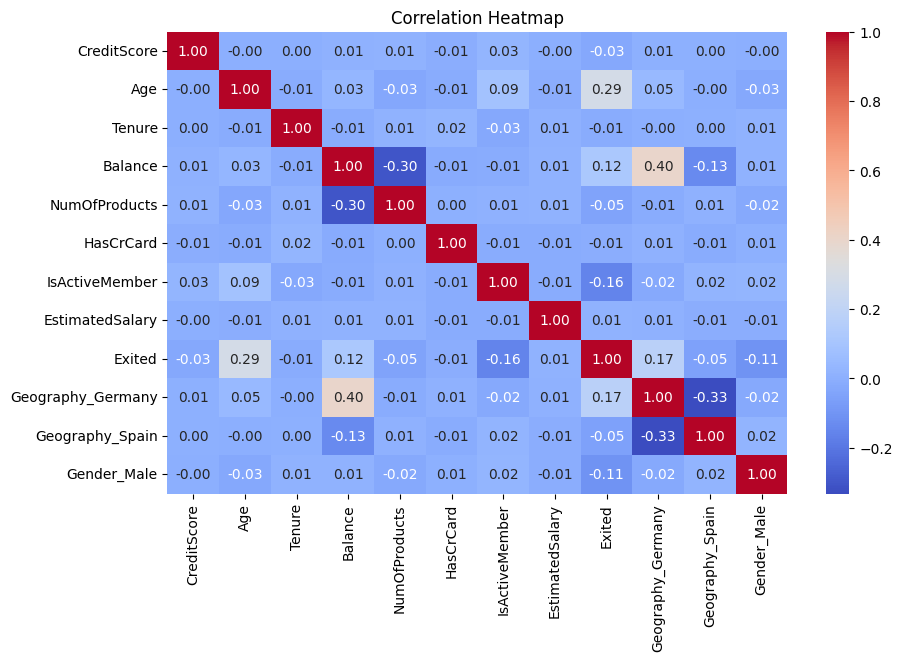 Correlation Heatmap
CreditScore 1.00 -0.00 0.00 0.01 0.01 -0.01 0.03 -0.00 -0.03 0.01 0.00 -0.00
Age -0.00 1.00 -0.01 0.03 -0.03 -0.01 0.09 -0.01 0.29 0.05 -0.00 -0.03
Tenure 0.00 -0.01 1.00 -0.01 0.01 0.02 -0.03 0.01 -0.01 -0.00 0.00 0.01
Balance 0.01 0.03 -0.01 1.00 -0.30 -0.01 -0.01 0.01 0.12 0.40 -0.13 0.01
NumOfProducts 0.01 -0.03 0.01 -0.30 1.00 0.00 0.01 0.01 -0.05 -0.01 0.01 -0.02
HasCrCard -0.01 -0.01 0.02 -0.01 0.00 1.00 -0.01 -0.01 -0.01 0.01 -0.01 0.01
IsActiveMember 0.03 0.09 -0.03 -0.01 0.01 -0.01 1.00 -0.01 -0.16 -0.02 0.02 0.02
EstimatedSalary -0.00 -0.01 0.01 0.01 0.01 -0.01 -0.01 1.00 0.01 0.01 -0.01 -0.01
Exited -0.03 0.29 -0.01 0.12 -0.05 -0.01 -0.16 0.01 1.00 0.17 -0.05 -0.11
Geography_Germany 0.01 0.05 -0.00 0.40 -0.01 0.01 -0.02 0.01 0.17 1.00 -0.33 -0.02
Geography_Spain 0.00 -0.00 0.00 -0.13 0.01 -0.01 0.02 -0.01 -0.05 -0.33 1.00 0.02
Gender_Male -0.00 -0.03 0.01 0.01 -0.02 0.01 0.02 -0.01 -0.11 -0.02 0.02 1.00
CreditScore
Age
Tenure
Balance
NumOfProducts
HasCrCard
IsActiveMember
EstimatedSalary
Exited
Geography_Germany
Geography_Spain
Gender_Male
1.0
0.8
0.6
0.4
0.2
0.0
−0.2